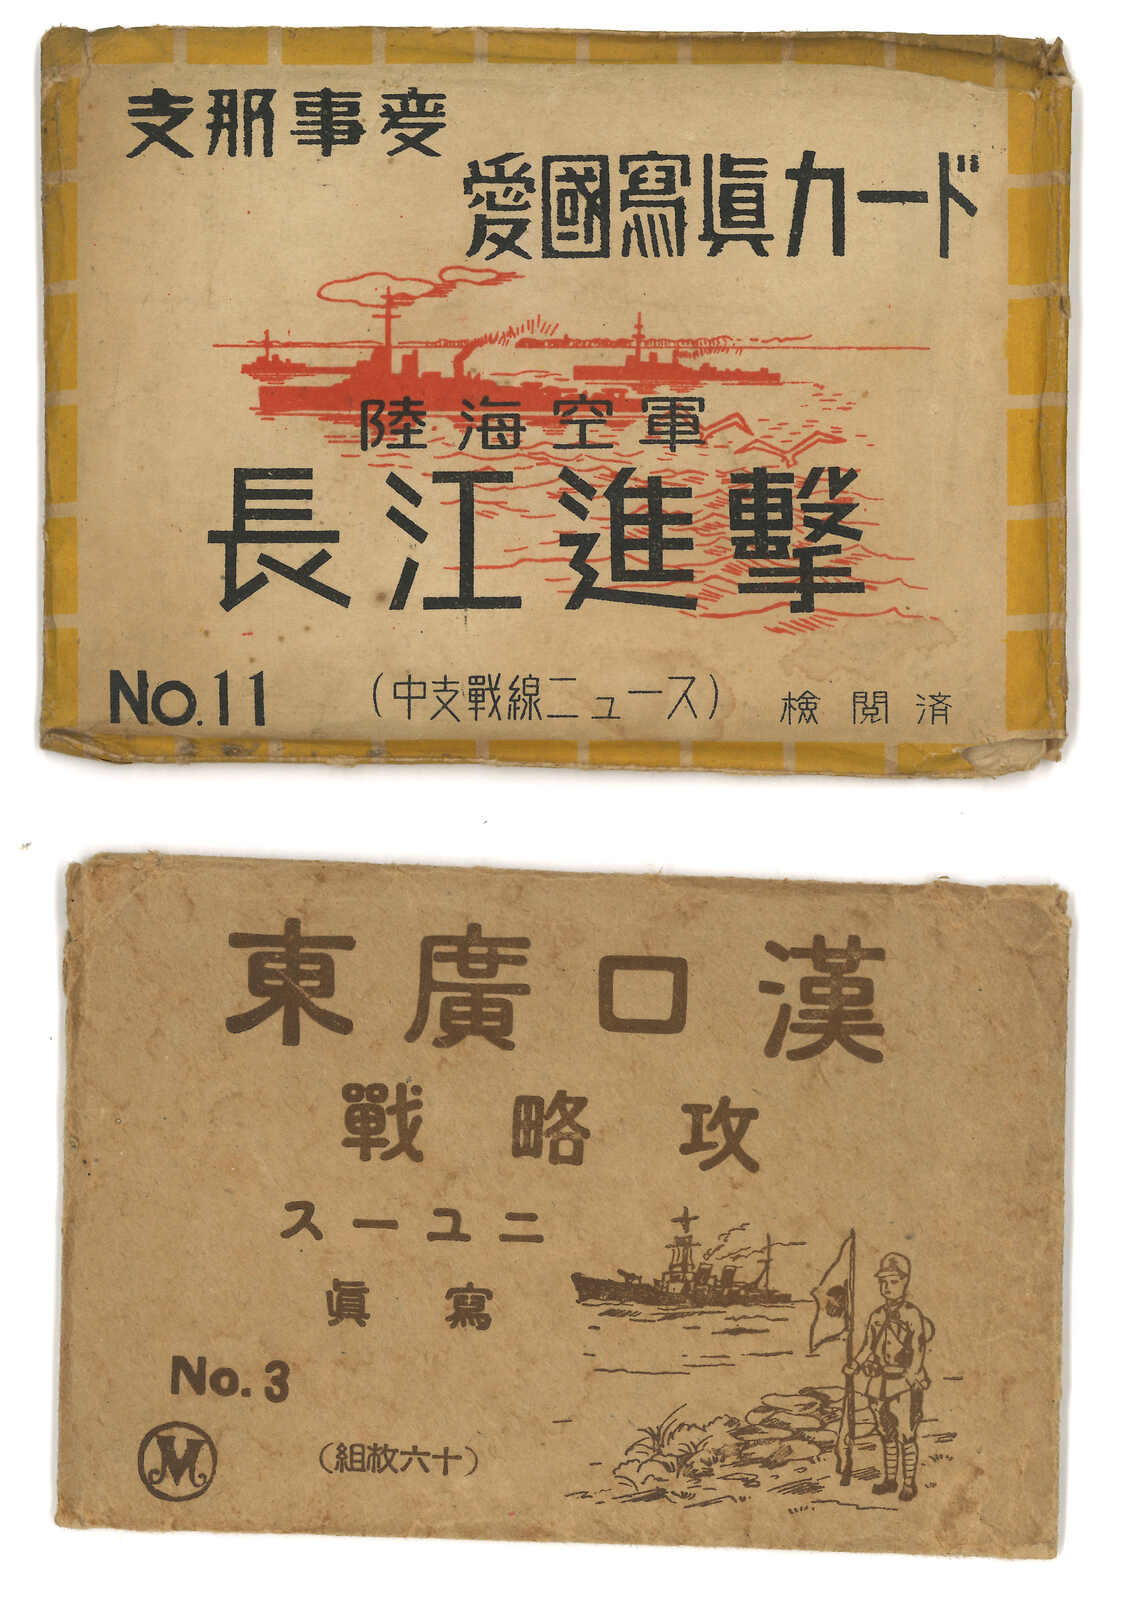 支那事変
愛國寫眞カード
陸海空軍
長江進撃
No.11 (中支戰線ニュース) 検閲済
漢口廣東
攻略戰
ニュース
寫眞
No.3
M
(十六枚組)